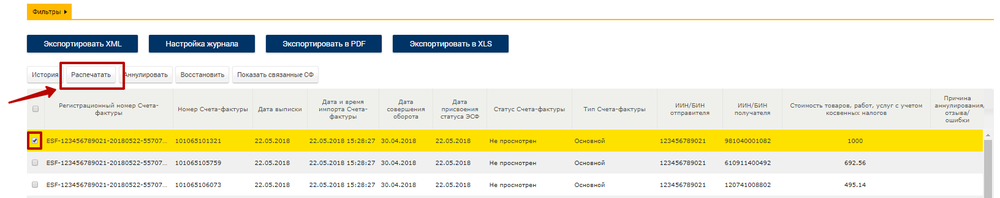 Фильтры
Экспортировать XML Настройка журнала Экспортировать в PDF Экспортировать в XLS
История Распечатать Аннулировать Восстановить Показать связанные СФ
Регистрационный номер Счета-фактуры Номер Счета-фактуры Дата выписки Дата и время импорта Счета-фактуры Дата совершения оборота Дата присвоения статуса ЭСФ Статус Счета-фактуры Тип Счета-фактуры ИИН/БИН отправителя ИИН/БИН получателя Стоимость товаров, работ, услуг с учетом косвенных налогов Причина аннулирования/отзыва/ошибки
ESF-123456789021-20180522-55707... 101065101321 22.05.2018 22.05.2018 15:28:27 30.04.2018 22.05.2018 Не просмотрен Основной 123456789021 981040001082 1000
ESF-123456789021-20180522-55707... 101065105759 22.05.2018 22.05.2018 15:28:27 30.04.2018 22.05.2018 Не просмотрен Основной 123456789021 610911400492 692.56
ESF-123456789021-20180522-55707... 101065106073 22.05.2018 22.05.2018 15:28:27 30.04.2018 22.05.2018 Не просмотрен Основной 123456789021 120741008802 495.14